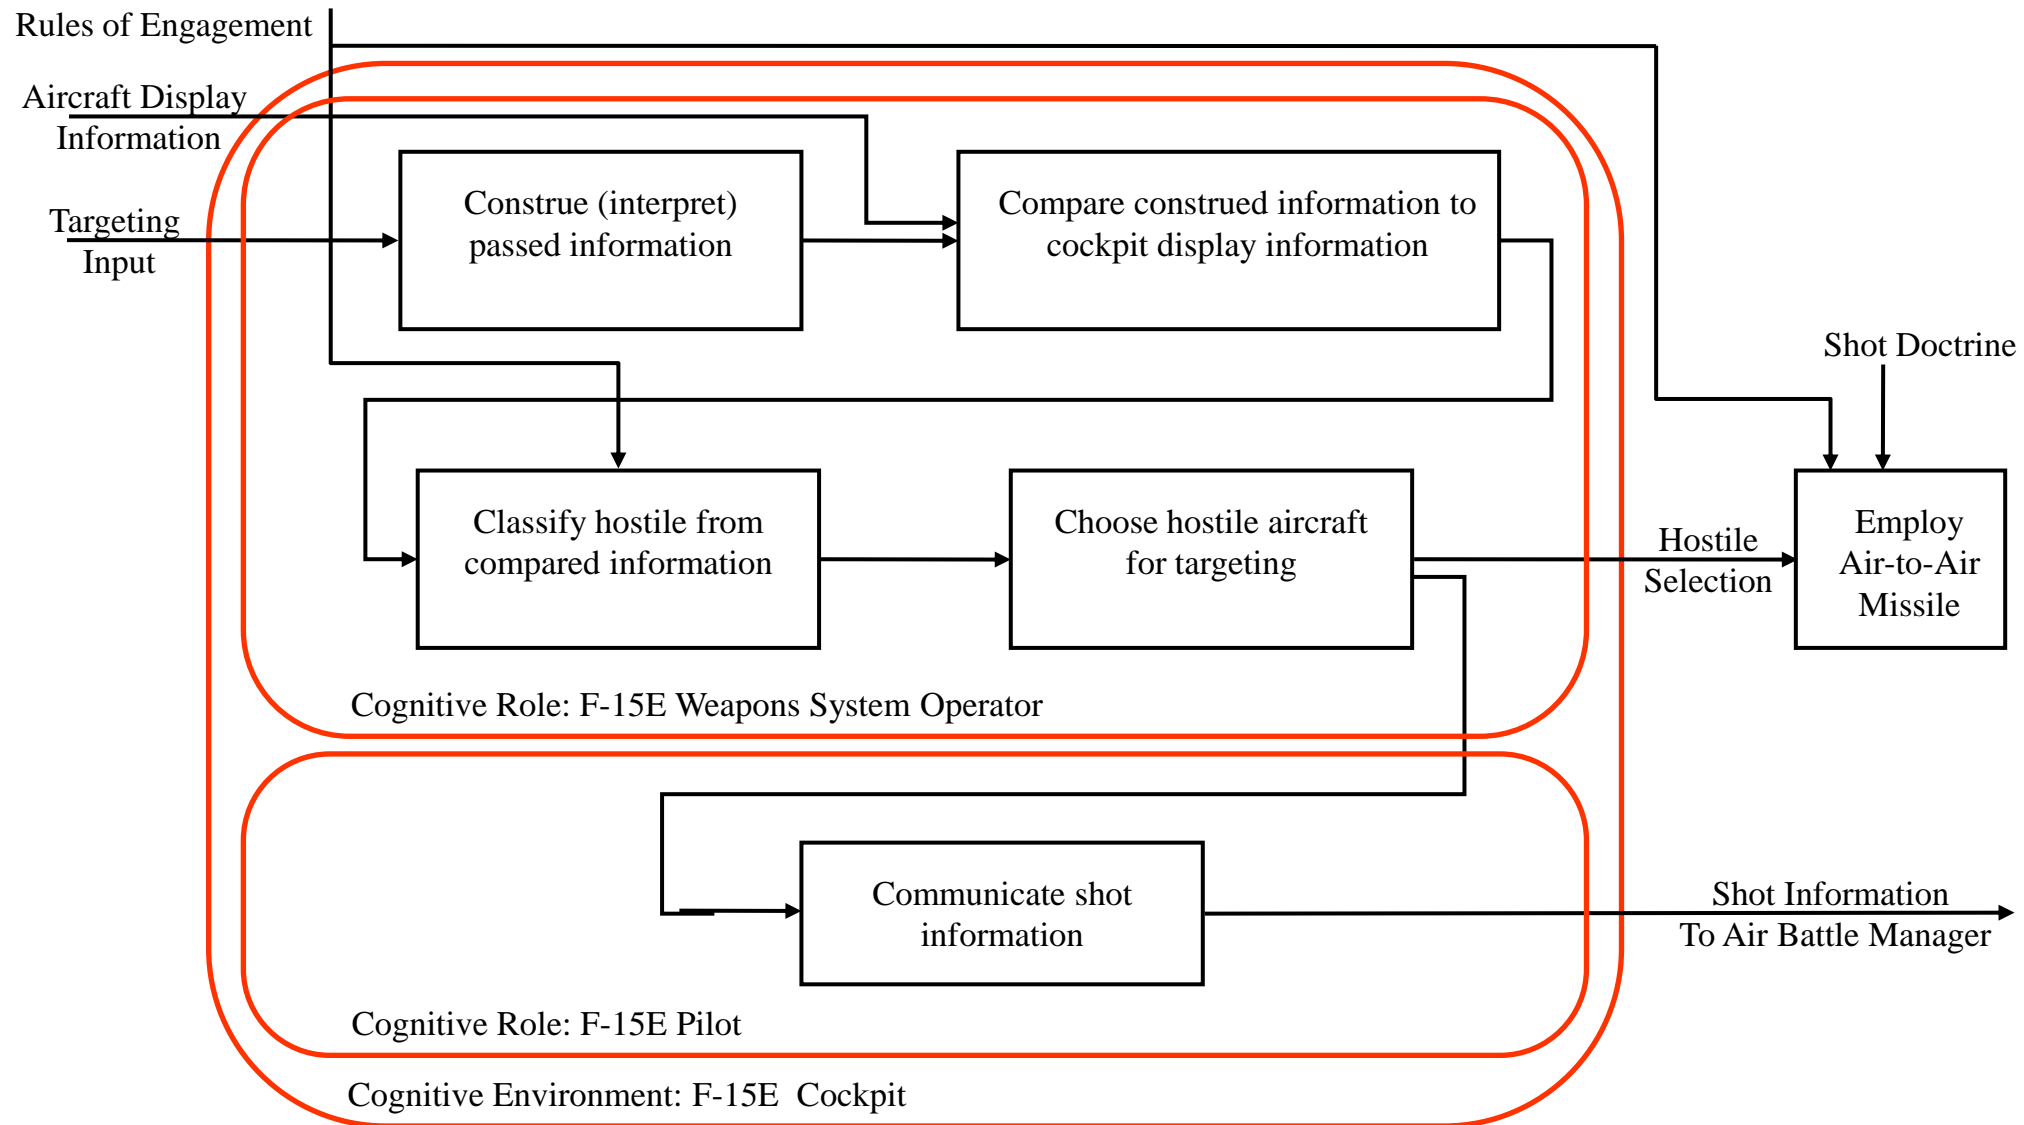 Rules of Engagement
Aircraft Display
Information
Targeting
Input
Construe (interpret)
passed information
Compare construed information to
cockpit display information
Shot Doctrine
Classify hostile from
compared information
Choose hostile aircraft
for targeting
Hostile
Selection
Employ
Air-to-Air
Missile
Cognitive Role: F-15E Weapons System Operator
Communicate shot
information
Shot Information
To Air Battle Manager
Cognitive Role: F-15E Pilot
Cognitive Environment: F-15E Cockpit